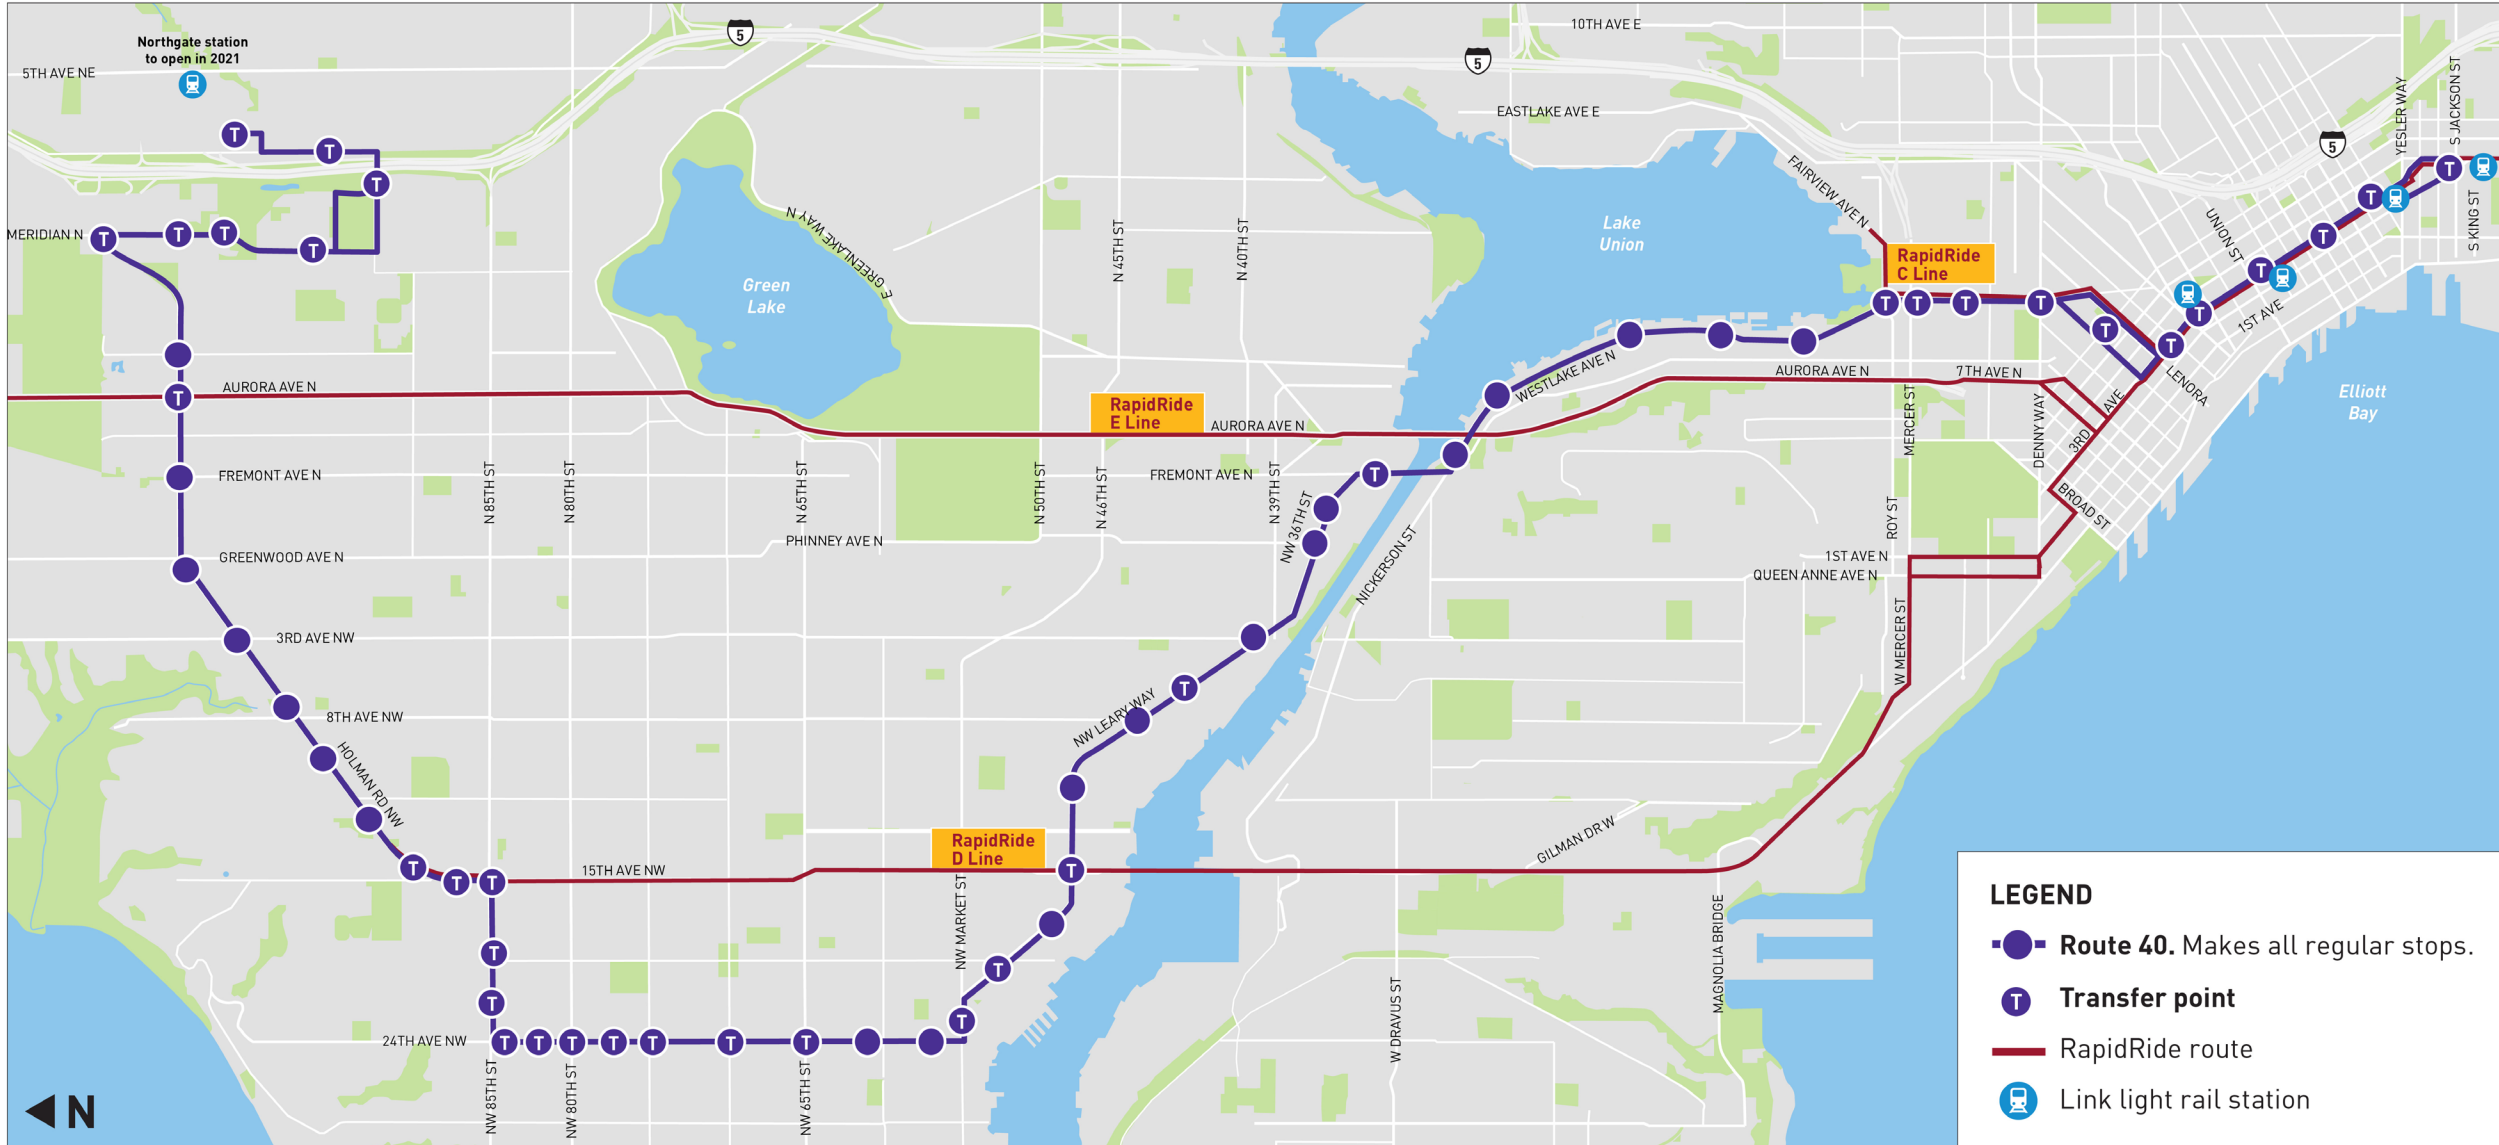 Northgate station
to open in 2021
5TH AVE NE
5
5
5
10TH AVE E
EASTLAKE AVE E
FAIRVIEW AVE N
YESLER WAY
S JACKSON ST
S KING ST
UNION ST
1ST AVE
T
T
T
MERIDIAN N
T
T
T
T
E GREENLAKE WAY N
N 45TH ST
N 40TH ST
Green
Lake
Lake
Union
RapidRide
C Line
T
T
T
T
T
T
T
T
T
T
T
LENORA
Elliott
Bay
AURORA AVE N
T
RapidRide
E Line
AURORA AVE N
WESTLAKE AVE N
AURORA AVE N
7TH AVE N
MERCER ST
DENNY WAY
3RD
AVE
BROAD ST
FREMONT AVE N
N 85TH ST
N 80TH ST
N 65TH ST
N 50TH ST
N 46TH ST
FREMONT AVE N
N 39TH ST
T
NW 36TH ST
NICKERSON ST
ROY ST
GREENWOOD AVE N
PHINNEY AVE N
1ST AVE N
QUEEN ANNE AVE N
W MERCER ST
3RD AVE NW
8TH AVE NW
HOLMAN RD NW
NW LEARY WAY
T
T
T
T
15TH AVE NW
RapidRide
D Line
T
GILMAN DR W
NW MARKET ST
MAGNOLIA BRIDGE
W DRAVUS ST
T
T
T
T
24TH AVE NW
T
T
T
T
T
T
T
NW 85TH ST
NW 80TH ST
NW 65TH ST
N
LEGEND
Route 40. Makes all regular stops.
T
Transfer point
RapidRide route
Link light rail station